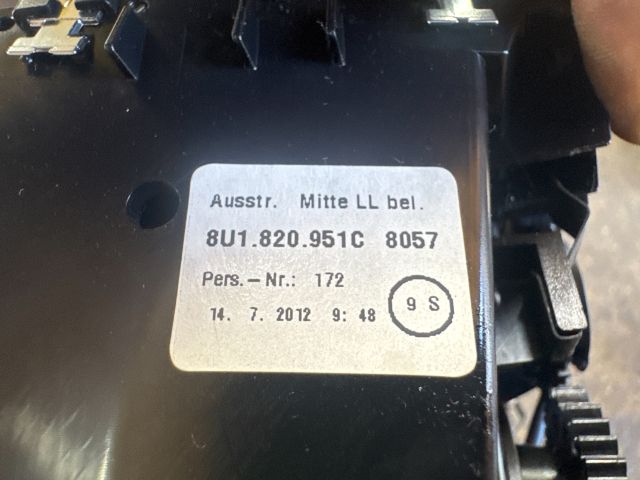 Ausstr. Mitte LL bel.
8U1.820.951C 8057
Pers.-Nr.: 172
14. 7. 2012 9: 48
9 S